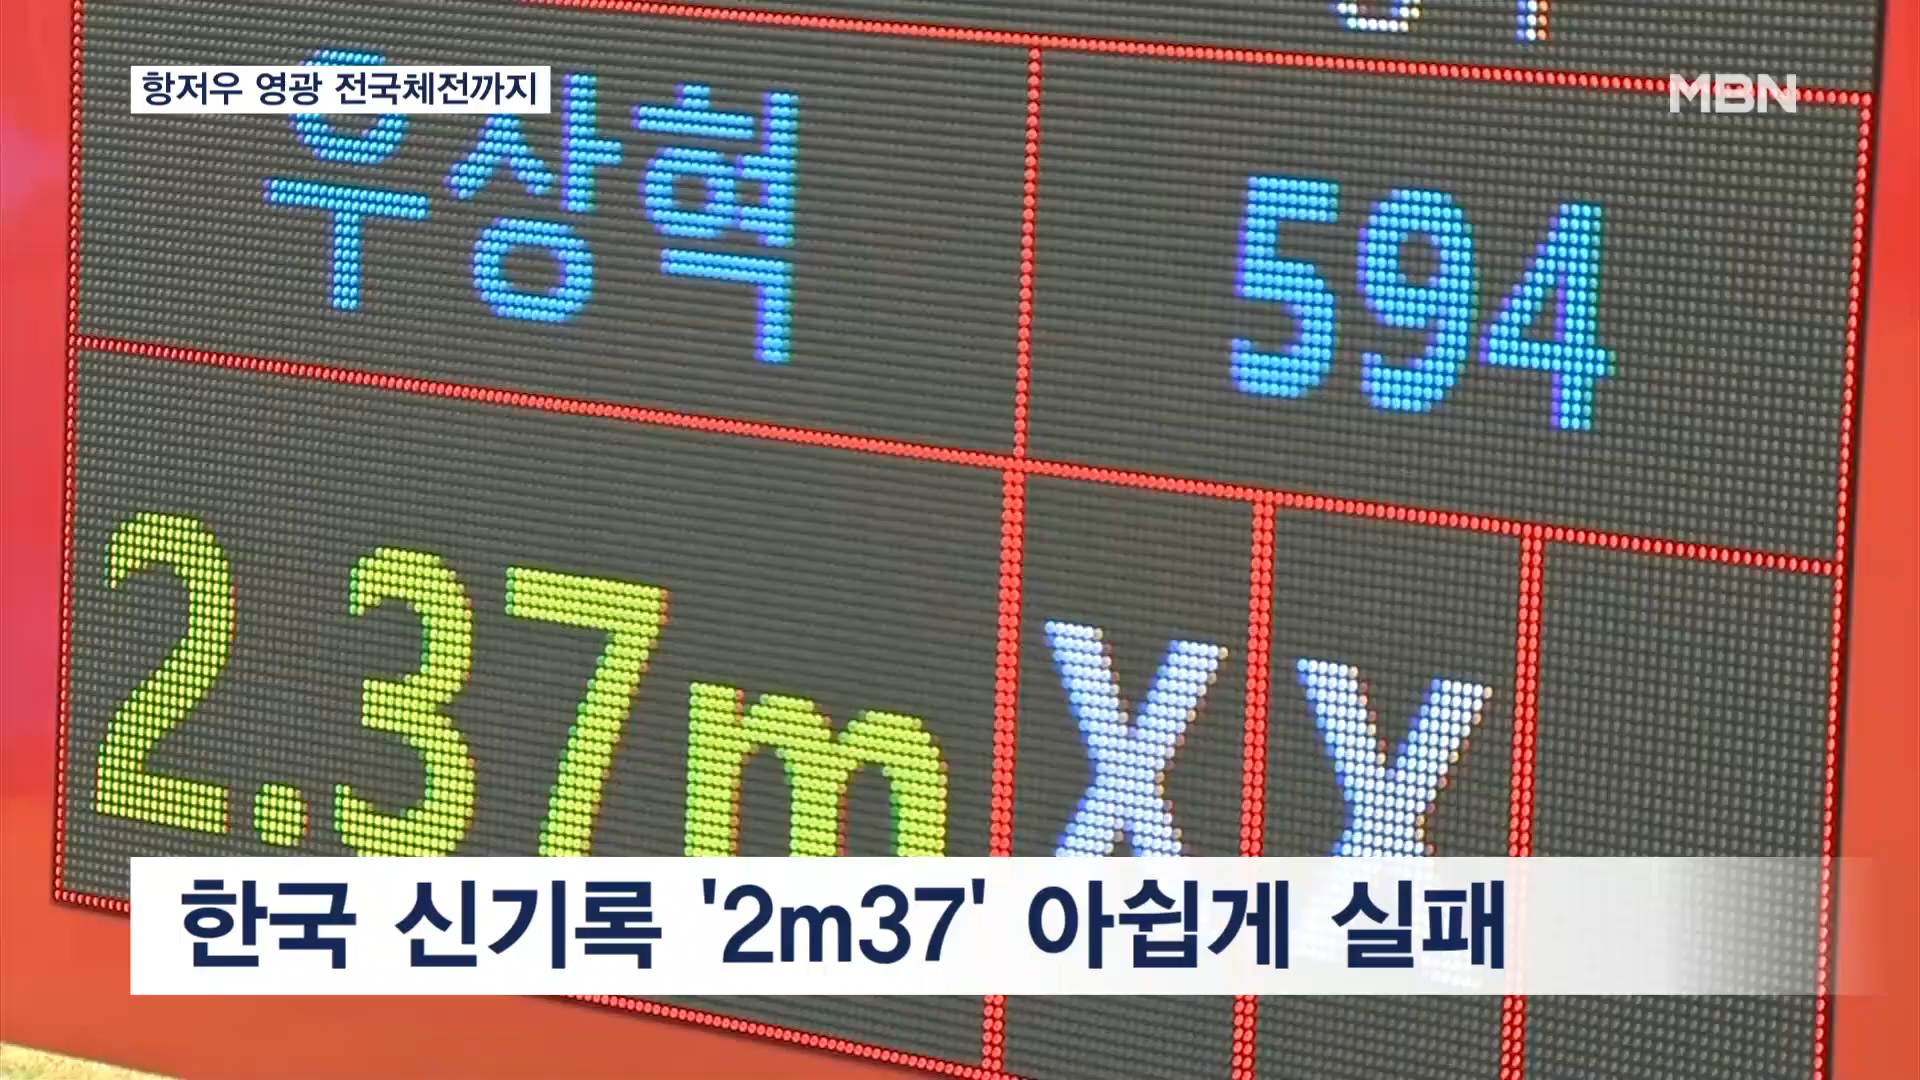 항저우 영광 전국체전까지
MBN
우상혁 594
2.37m X X
한국 신기록 '2m37' 아쉽게 실패